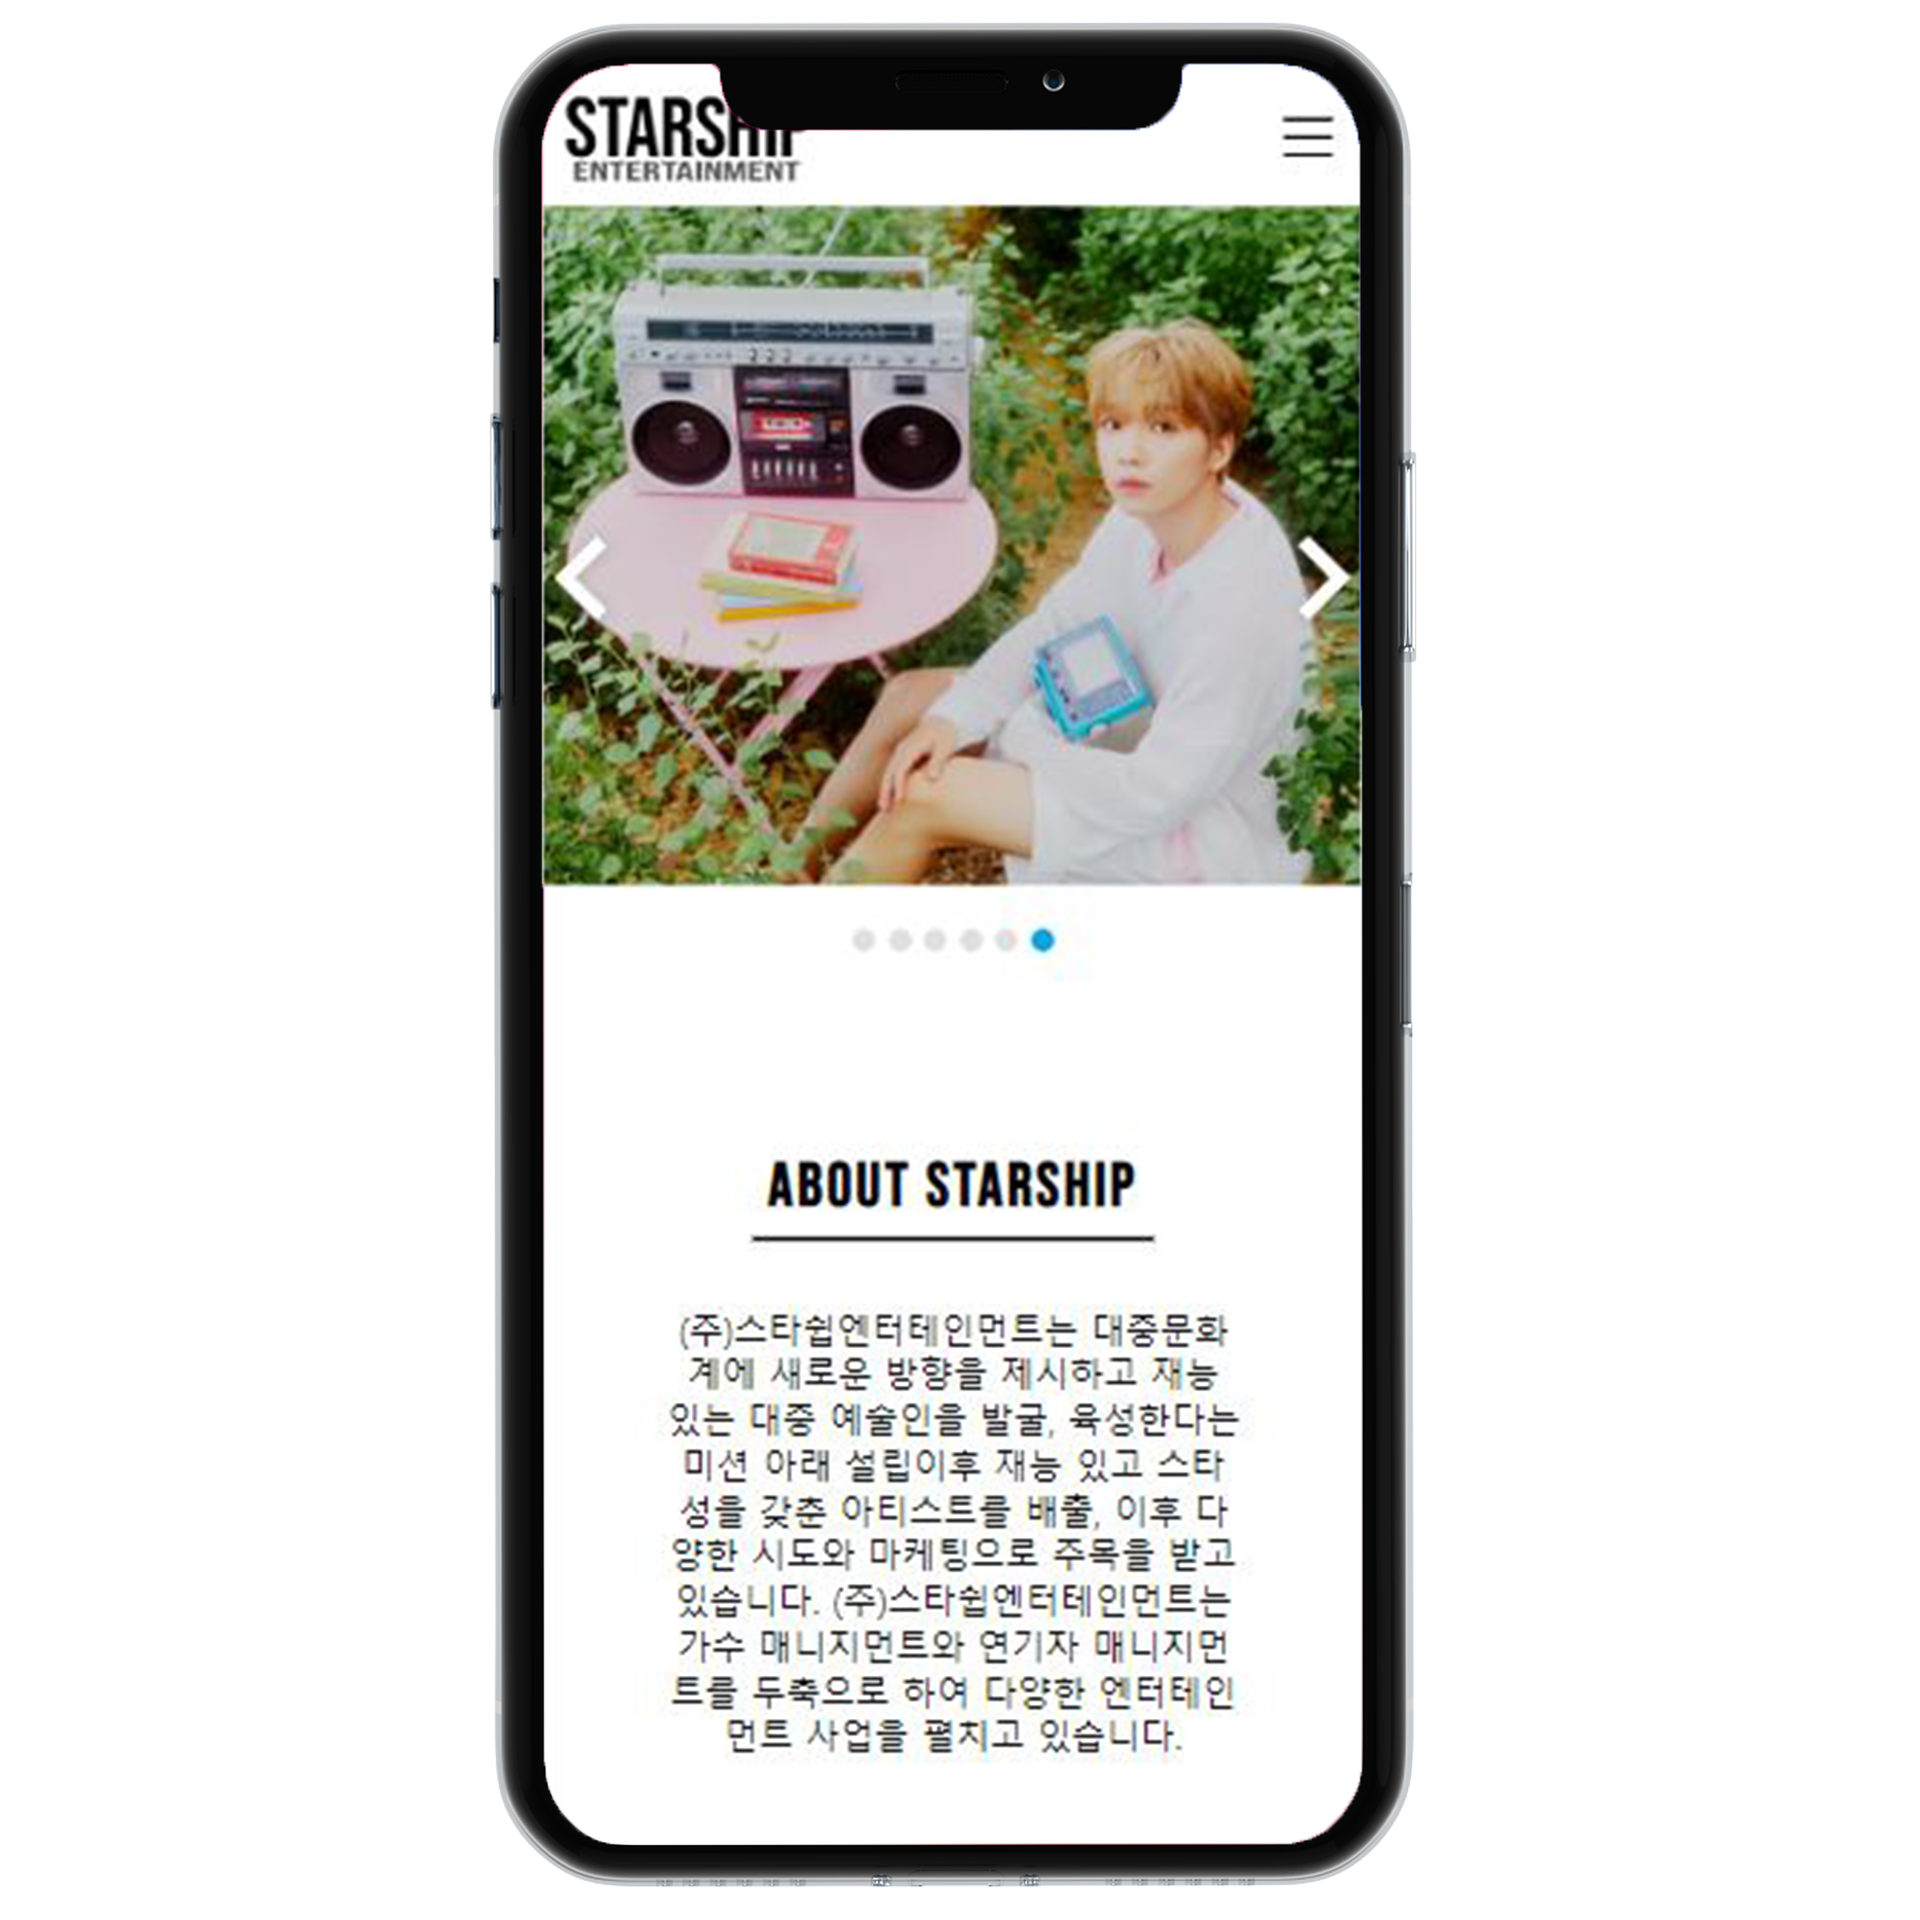 STARSHIP
ENTERTAINMENT
ABOUT STARSHIP
(주)스타쉽엔터테인먼트는 대중문화
계에 새로운 방향을 제시하고 재능
있는 대중 예술인을 발굴, 육성한다는
미션 아래 설립이후 재능 있고 스타
성을 갖춘 아티스트를 배출, 이후 다
양한 시도와 마케팅으로 주목을 받고
있습니다. (주)스타쉽엔터테인먼트는
가수 매니지먼트와 연기자 매니지먼
트를 두축으로 하여 다양한 엔터테인
먼트 사업을 펼치고 있습니다.